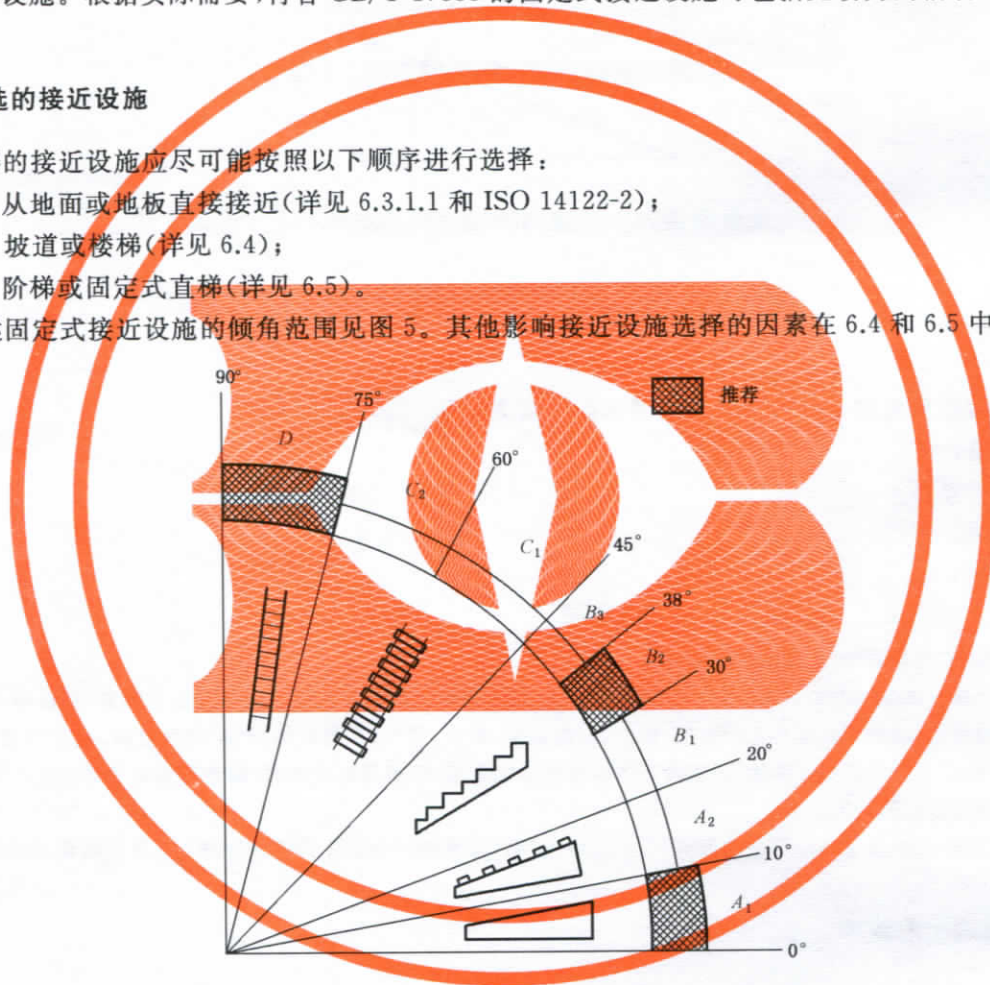 设施。根据实际需要,符合
选的接近设施
的接近设施应尽可能按照以下顺序进行选择:
从地面或地板直接接近(详见 6.3.1.1 和 ISO 14122-2);
坡道或楼梯(详见 6.4);
阶梯或固定式直梯(详见 6.5)。
固定式接近设施的倾角范围见图 5。其他影响接近设施选择的因素在 6.4 和 6.5 中
90°
75°
推荐
D
60°
C₂
C₁
45°
B₃
38°
B₂
30°
B₁
20°
A₂
10°
A₁
0°